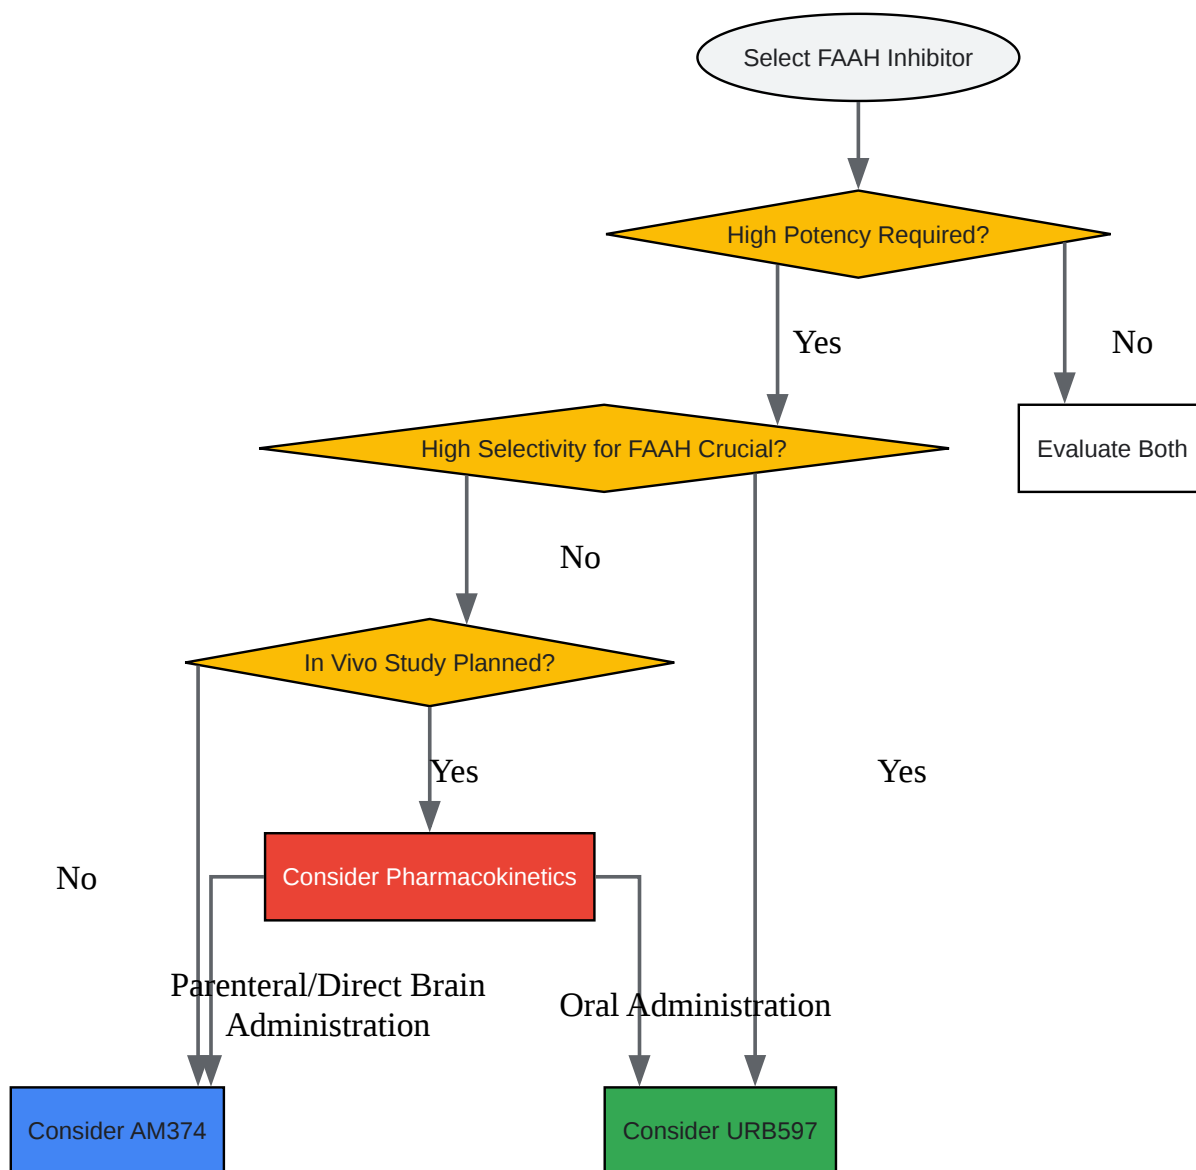 Select FAAH Inhibitor
High Potency Required?
Yes
No
High Selectivity for FAAH Crucial?
Evaluate Both
No
In Vivo Study Planned?
Yes
Yes
No
Consider Pharmacokinetics
Parenteral/Direct Brain
Administration
Oral Administration
Consider AM374
Consider URB597